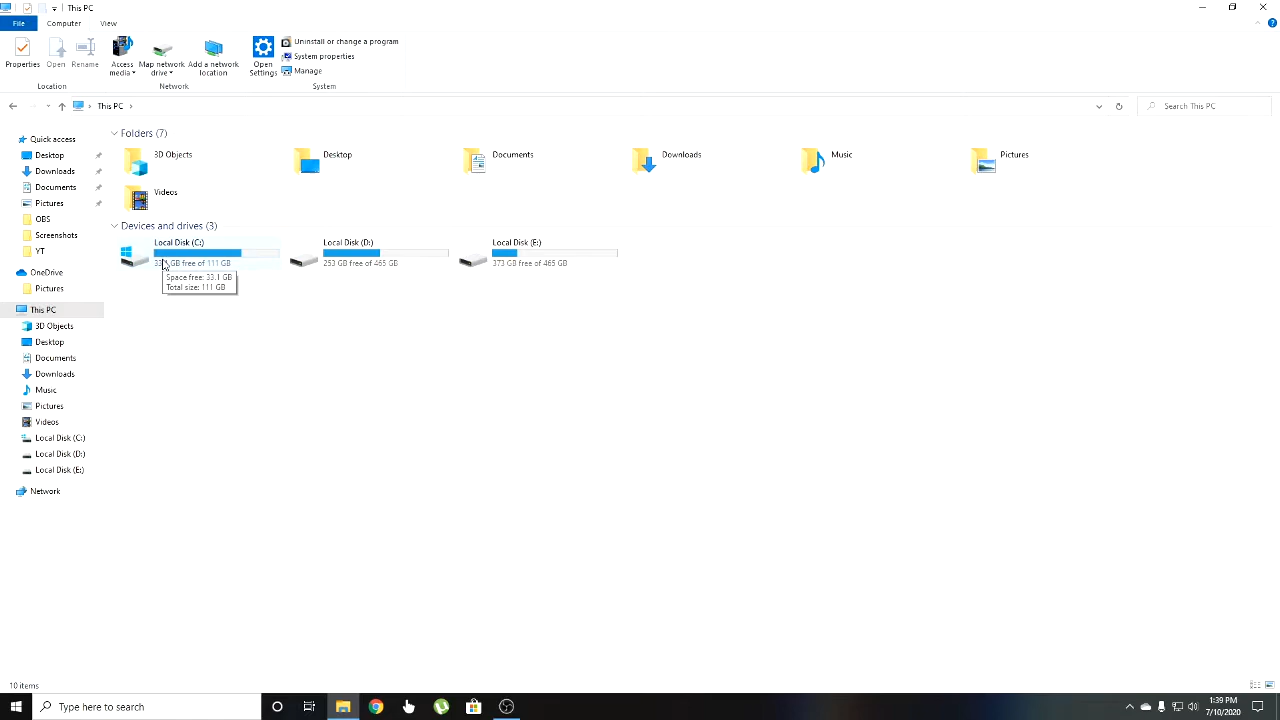 This PC
File Computer View
Properties Open Rename Access media Map network drive Add a network location Open Settings Uninstall or change a program
System properties
Manage
Location Network System
This PC Search This PC
Quick access
Desktop
Downloads
Documents
Pictures
OBS
Screenshots
YT
OneDrive
Pictures
This PC
3D Objects
Desktop
Documents
Downloads
Music
Pictures
Videos
Local Disk (C:)
Local Disk (D:)
Local Disk (E:)
Network
Folders (7)
3D Objects Desktop Documents Downloads Music Pictures
Videos
Devices and drives (3)
Local Disk (C:) Local Disk (D:) Local Disk (E:)
GB free of 111 GB 253 GB free of 465 GB 373 GB free of 465 GB
Space free: 33.1 GB
Total size: 111 GB
10 items
Type here to search
1:39 PM
7/10/2020